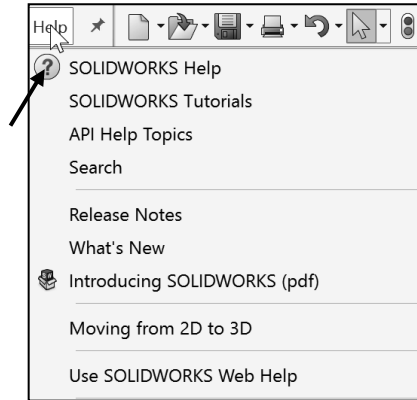 Help
SOLIDWORKS Help
SOLIDWORKS Tutorials
API Help Topics
Search
Release Notes
What's New
Introducing SOLIDWORKS (pdf)
Moving from 2D to 3D
Use SOLIDWORKS Web Help